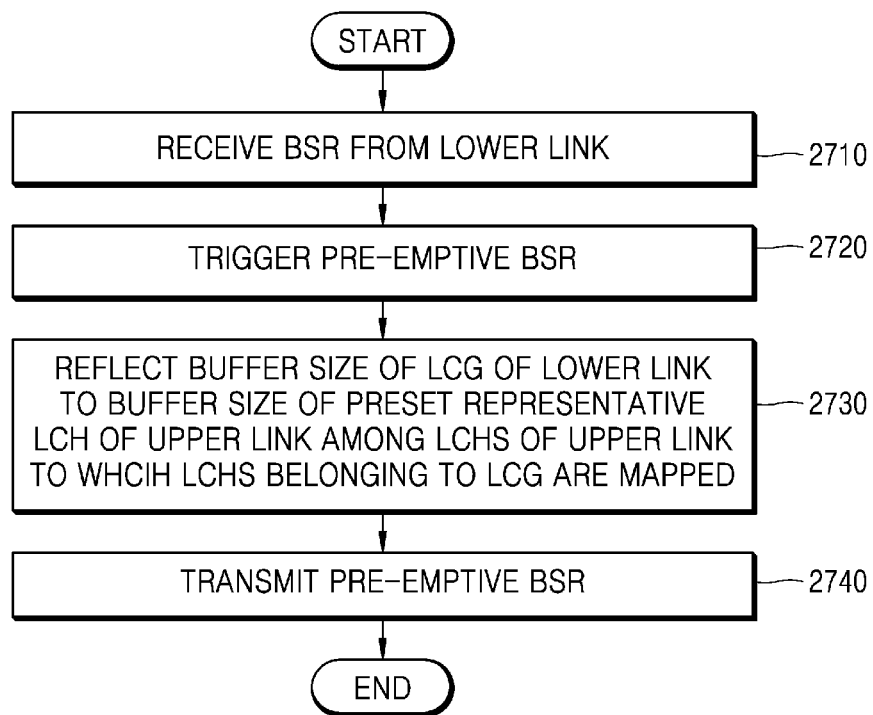 START
RECEIVE BSR FROM LOWER LINK
2710
TRIGGER PRE-EMPTIVE BSR
2720
REFLECT BUFFER SIZE OF LCG OF LOWER LINK
TO BUFFER SIZE OF PRESET REPRESENTATIVE
LCH OF UPPER LINK AMONG LCHS OF UPPER LINK
TO WHCIH LCHS BELONGING TO LCG ARE MAPPED
2730
TRANSMIT PRE-EMPTIVE BSR
2740
END